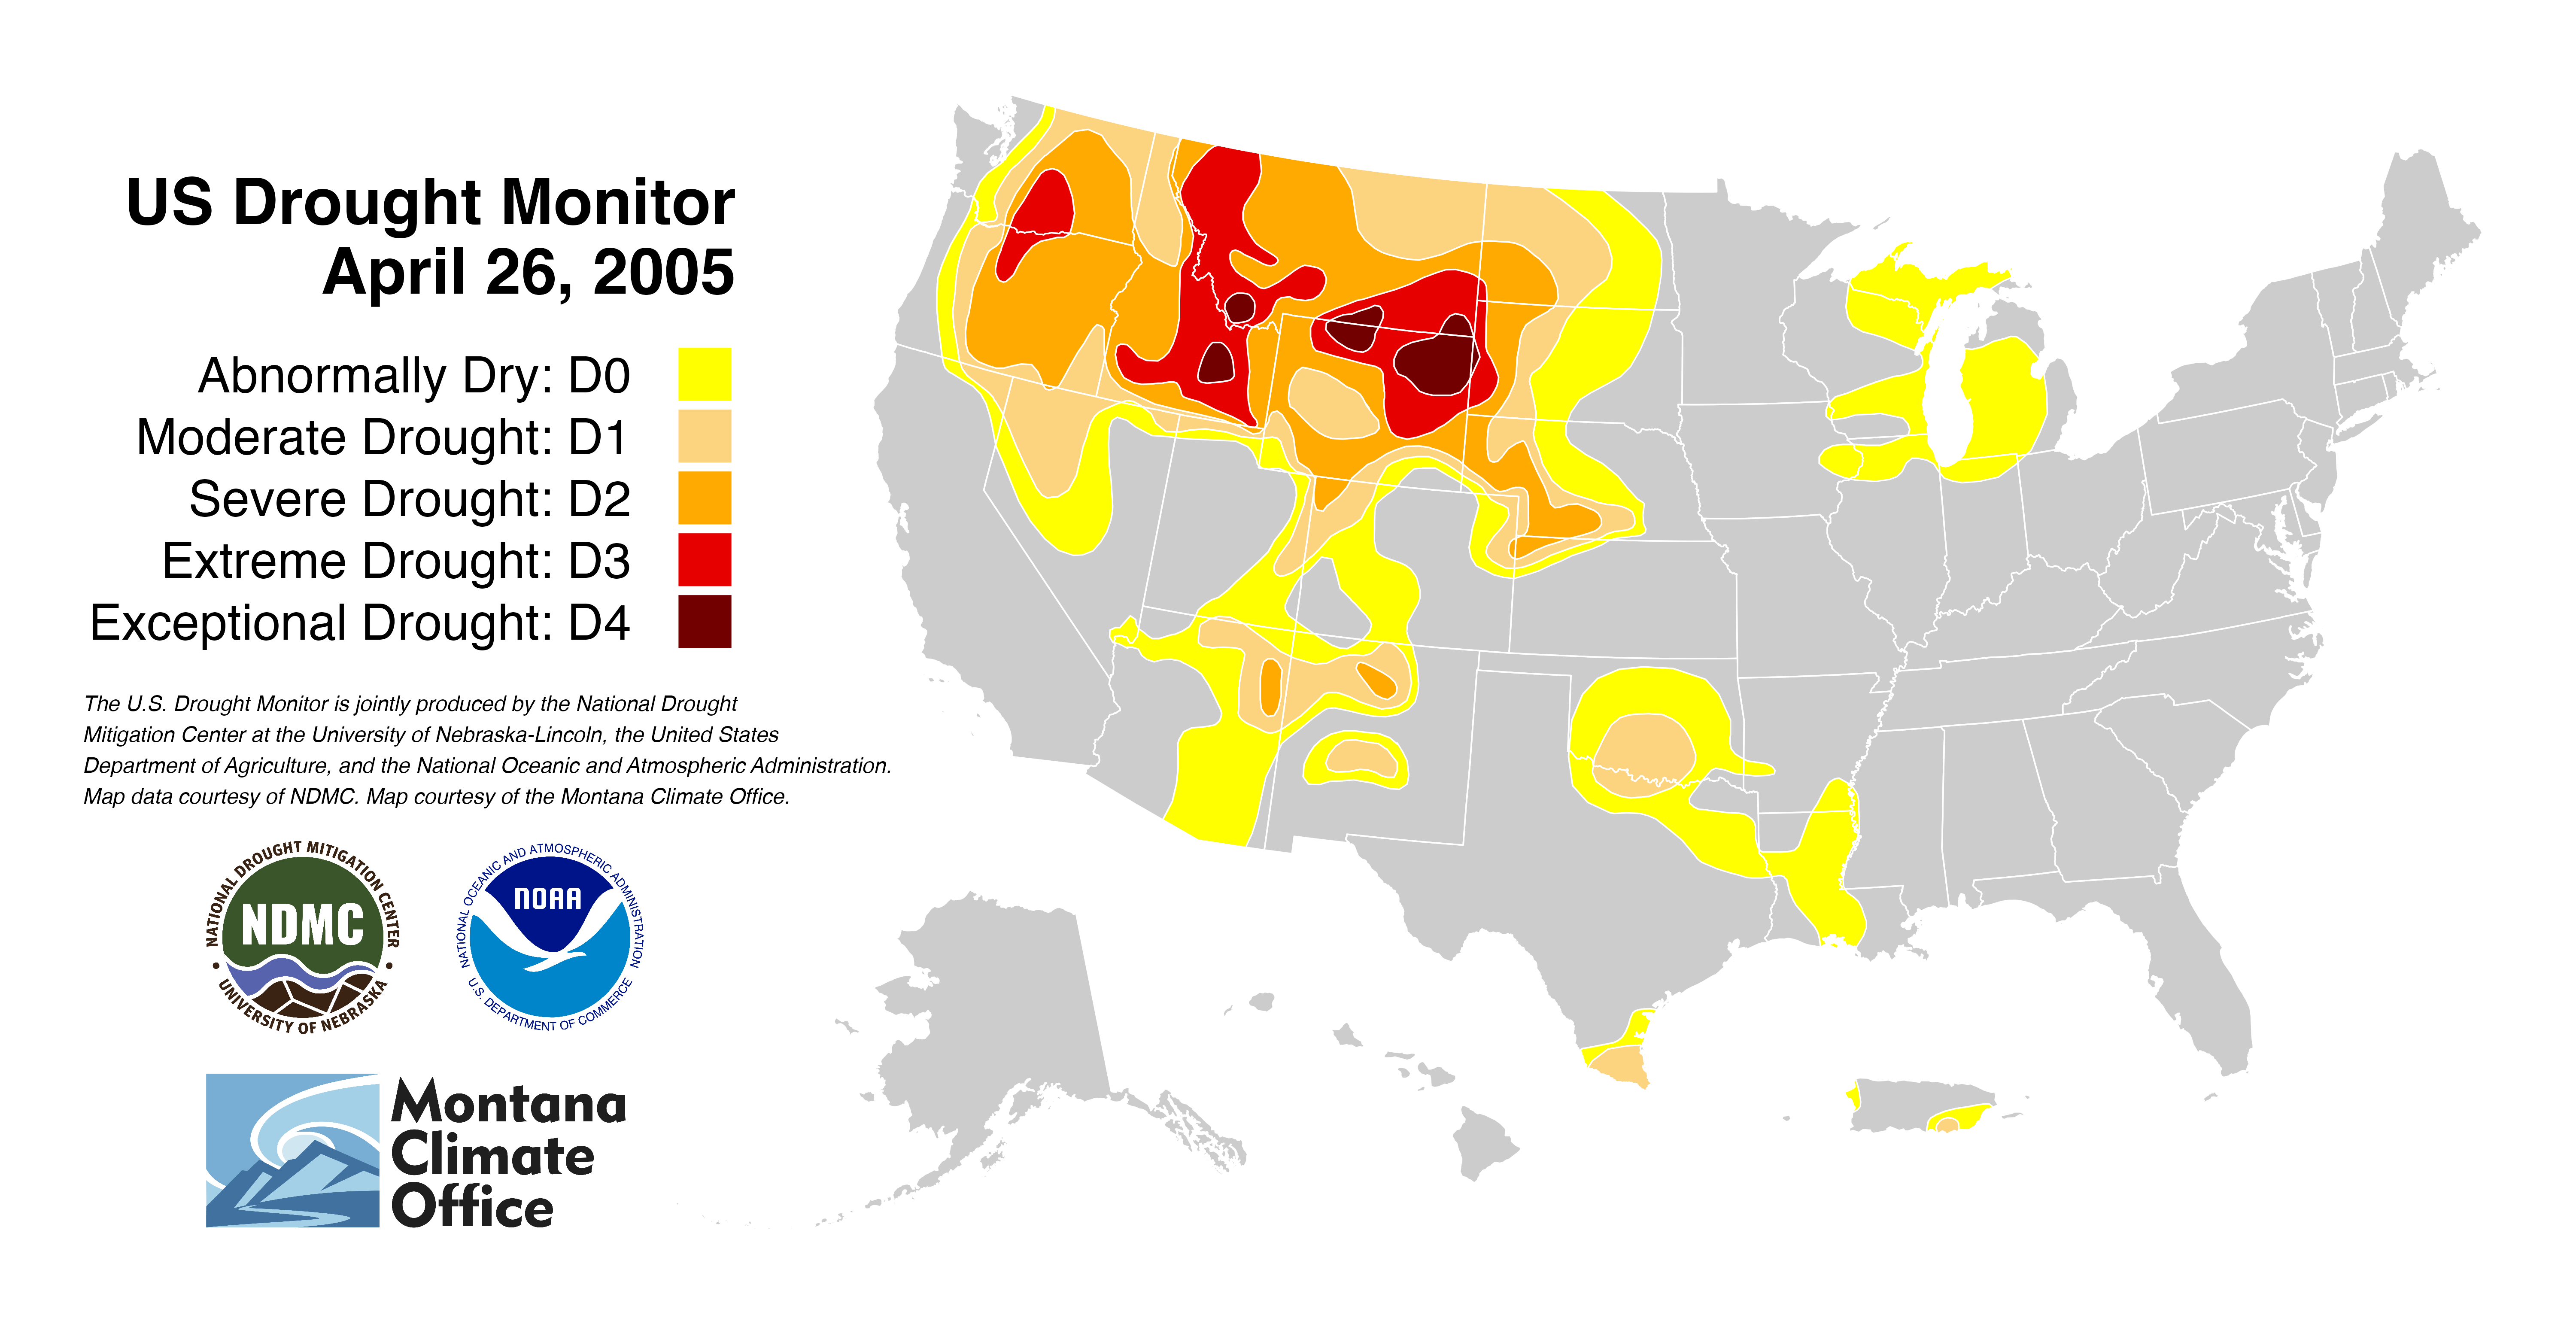 US Drought Monitor
April 26, 2005
Abnormally Dry: D0
Moderate Drought: D1
Severe Drought: D2
Extreme Drought: D3
Exceptional Drought: D4
The U.S. Drought Monitor is jointly produced by the National Drought
Mitigation Center at the University of Nebraska-Lincoln, the United States
Department of Agriculture, and the National Oceanic and Atmospheric Administration.
Map data courtesy of NDMC. Map courtesy of the Montana Climate Office.
NATIONAL DROUGHT MITIGATION CENTER
NDMC
• UNIVERSITY OF NEBRASKA •
NATIONAL OCEANIC AND ATMOSPHERIC ADMINISTRATION
NOAA
U.S. DEPARTMENT OF COMMERCE
Montana
Climate
Office